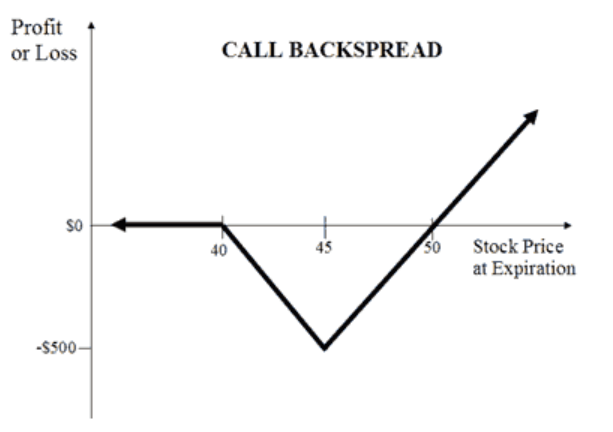 Profit
or Loss
CALL BACKSPREAD
$0
40
45
50
Stock Price
at Expiration
-$500